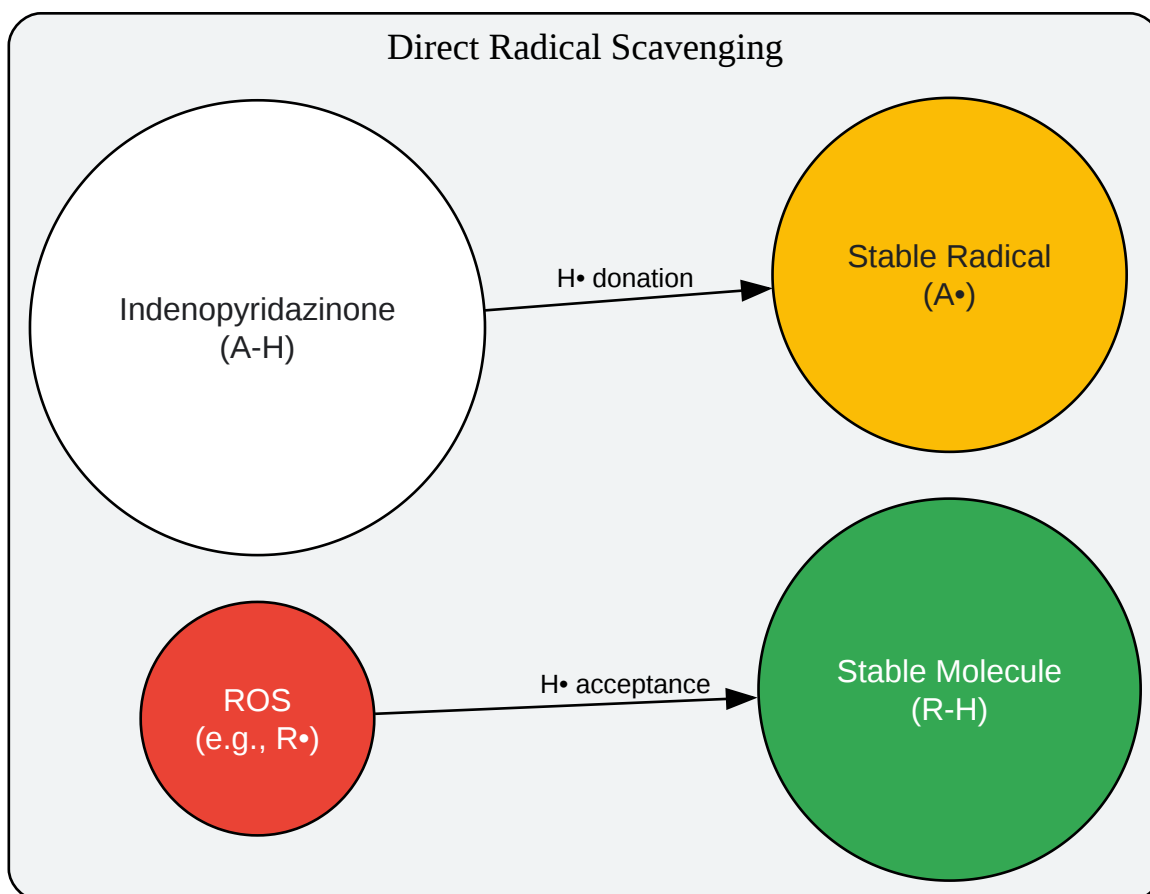 Direct Radical Scavenging
Indenopyridazinone
(A-H)
H• donation
Stable Radical
(A•)
ROS
(e.g., R•)
H• acceptance
Stable Molecule
(R-H)